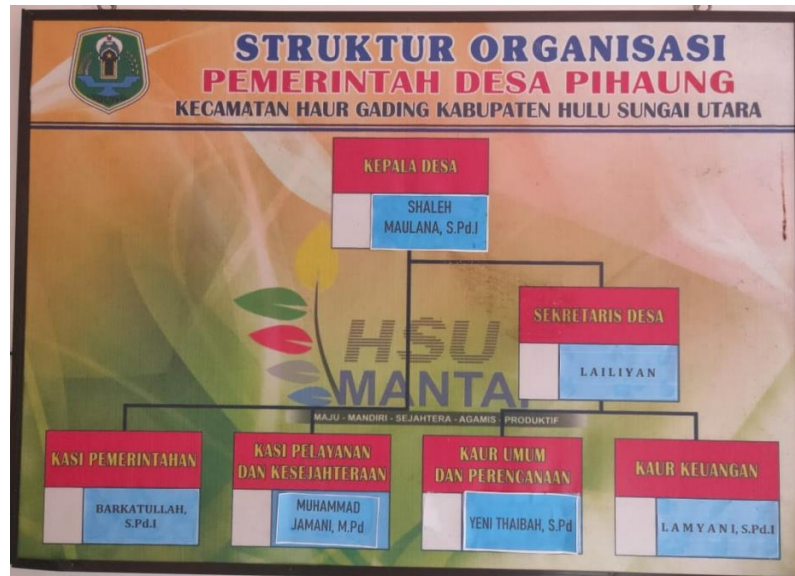 STRUKTUR ORGANISASI
PEMERINTAH DESA PIHAUNG
KECAMATAN HAUR GADING KABUPATEN HULU SUNGAI UTARA
KEPALA DESA
SHALEH
MAULANA, S.Pd.I
SEKRETARIS DESA
LAILIYAN
HSU
MANTAP
MAJU - MANDIRI - SEJAHTERA - AGAMIS - PRODUKTIF
KASI PEMERINTAHAN
BARKATULLAH,
S.Pd.I
KASI PELAYANAN
DAN KESEJAHTERAAN
MUHAMMAD
JAMANI, M.Pd
KAUR UMUM
DAN PERENCANAAN
YENI THAIBAH, S.Pd
KAUR KEUANGAN
LAMYANI, S.Pd.I